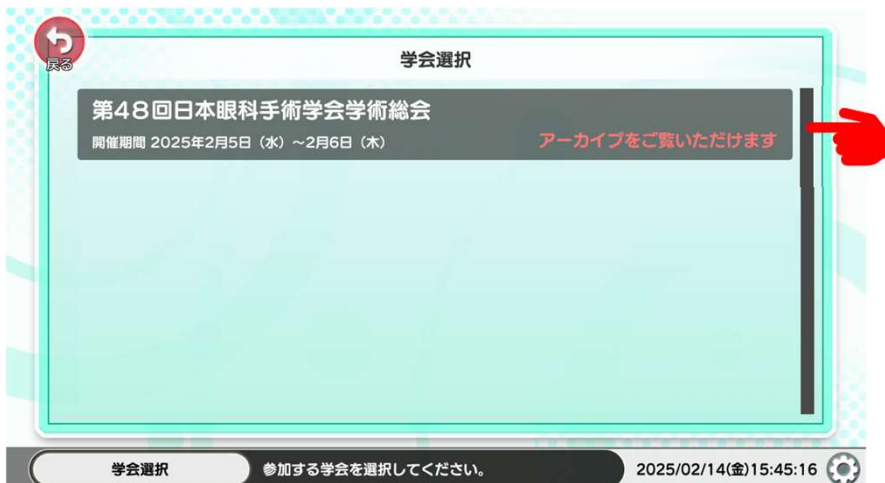 戻る
学会選択
第48回日本眼科手術学会学術総会
開催期間 2025年2月5日（水）～2月6日（木）
アーカイブをご覧いただけます
学会選択
参加する学会を選択してください。
2025/02/14(金)15:45:16